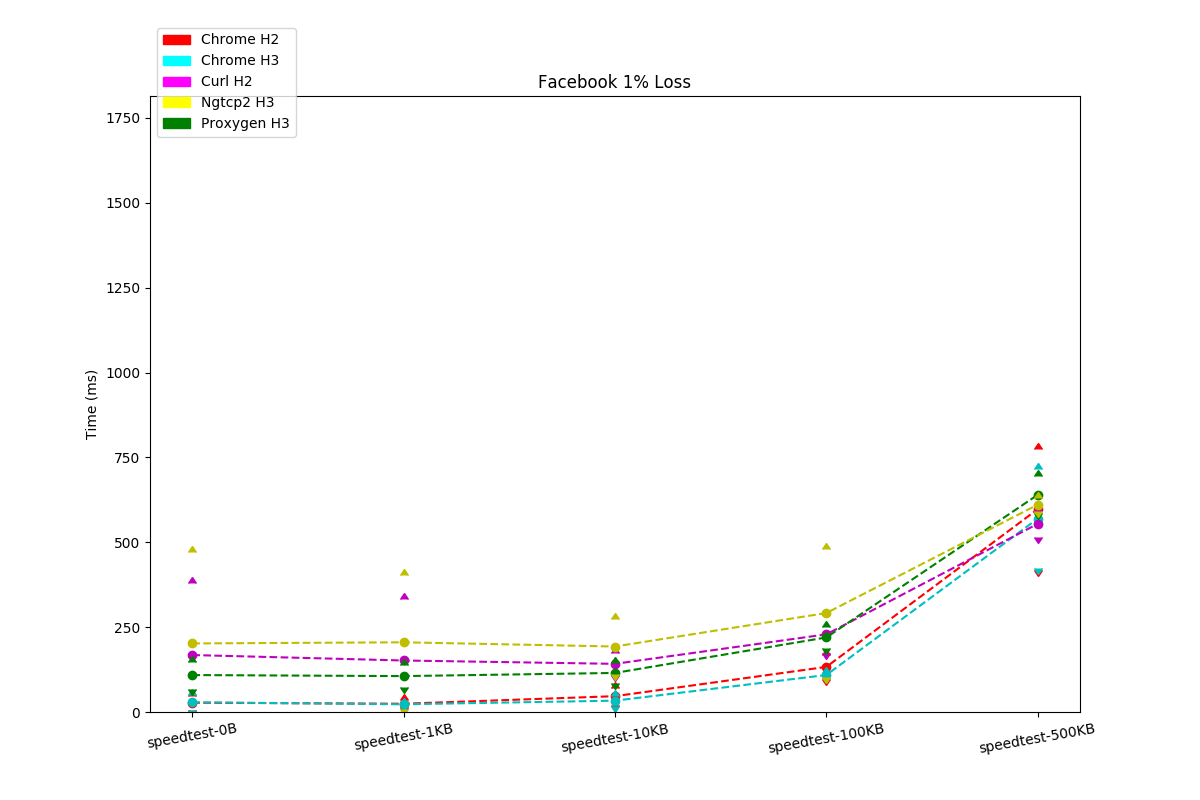 Chrome H2
Chrome H3
Curl H2
Ngtcp2 H3
Proxygen H3
Facebook 1% Loss
1750
1500
1250
1000
750
500
250
0
Time (ms)
speedtest-0B
speedtest-1KB
speedtest-10KB
speedtest-100KB
speedtest-500KB